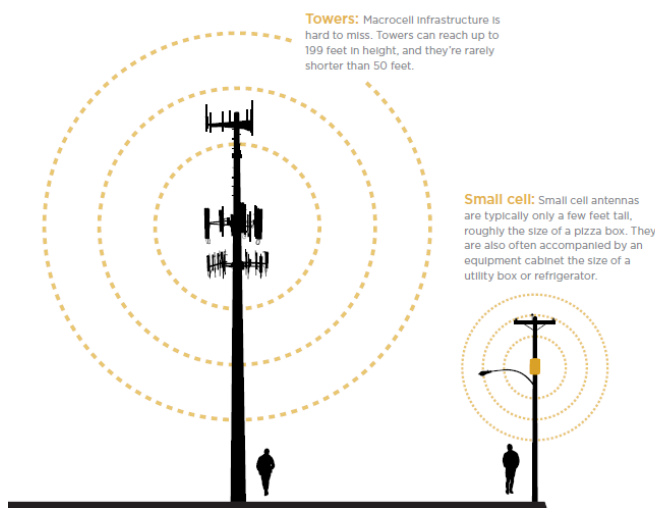 Towers: Macrocell infrastructure is
hard to miss. Towers can reach up to
199 feet in height, and they're rarely
shorter than 50 feet.
Small cell: Small cell antennas
are typically only a few feet tall,
roughly the size of a pizza box. They
are also often accompanied by an
equipment cabinet the size of a
utility box or refrigerator.